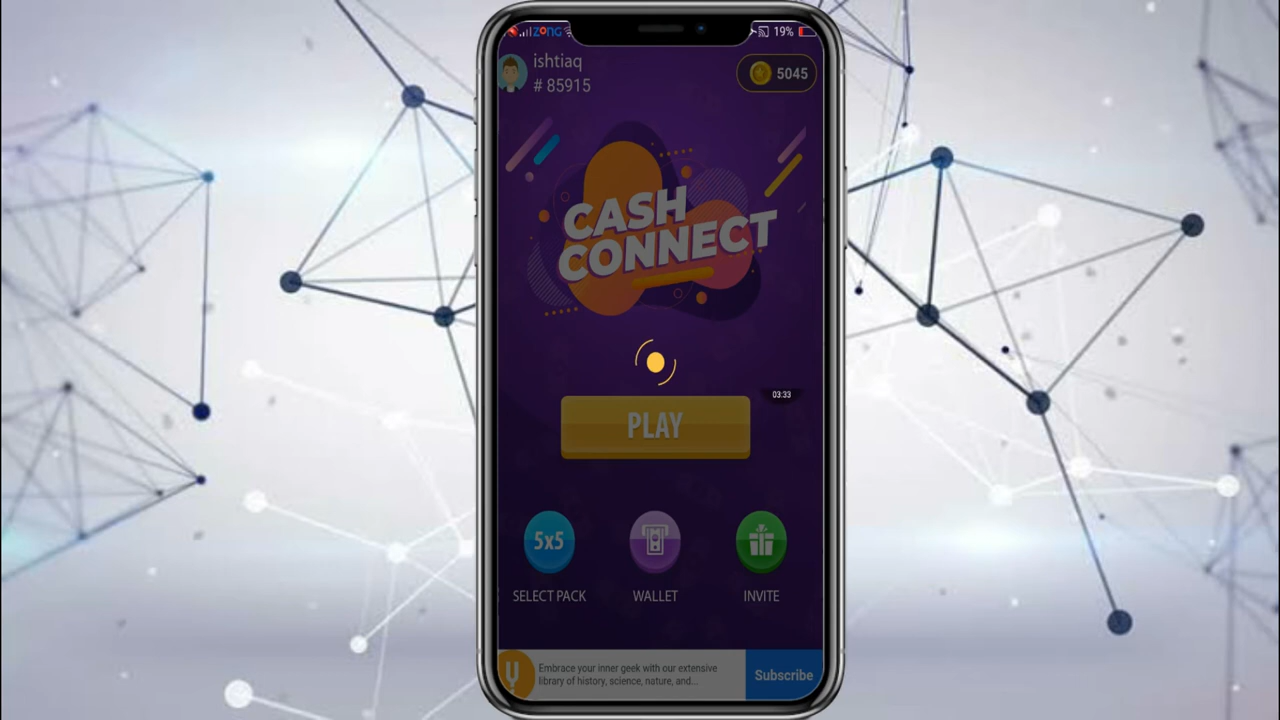 ZONG 19%
ishtiaq
# 85915
5045
CASH
CONNECT
03:33
PLAY
5x5
SELECT PACK WALLET INVITE
Embrace your inner geek with our extensive
library of history, science, nature, and...
Subscribe